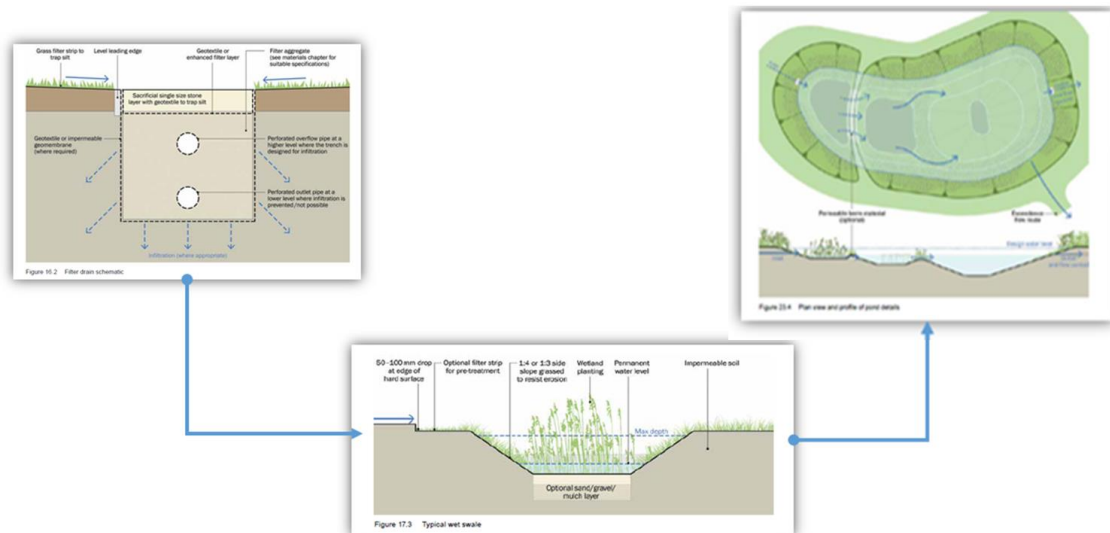 Grass filter strip to
trap silt
Level leading edge
Geotextile or
enhanced filter layer
Filter aggregate
(see materials chapter for
suitable specifications)
Sacrificial single size stone
layer with geotextile to trap silt
Geotextile or impermeable
geomembrane
(where required)
Perforated overflow pipe at a
higher level where the trench is
designed for infiltration
Perforated outlet pipe at a
lower level where infiltration is
prevented/not possible
Infiltration (where appropriate)
Figure 16.2 Filter drain schematic
Permeable berm material
(optional)
Exceedance
flow route
Design water level
Inlet
Figure 23.4 Plan view and profile of pond details
50–100 mm drop
at edge of
hard surface
Optional filter strip
for pre-treatment
1:4 or 1:3 side
slope grassed
to resist erosion
Wetland
planting
Permanent
water level
Impermeable soil
Max depth
Optional sand/gravel/
mulch layer
Figure 17.3 Typical wet swale